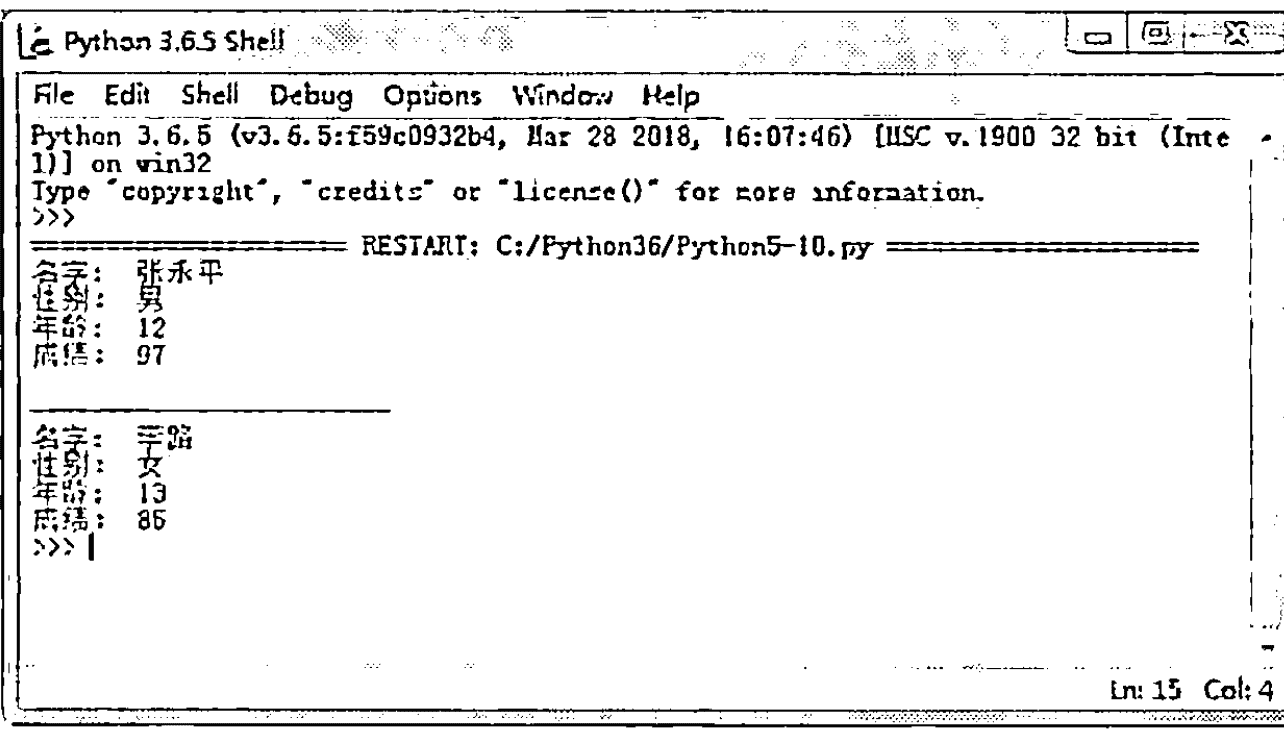 Python 3.6.5 Shell
File Edit Shell Debug Options Window Help
Python 3.6.5 (v3.6.5:f59c0932b4, Mar 28 2018, 16:07:46) [MSC v.1900 32 bit (Inte
l)] on win32
Type "copyright", "credits" or "license()" for more information.
>>>
==================== RESTART: C:/Python36/Python5-10.py ====================
名字: 张永平
性别: 男
年龄: 12
成绩: 97
名字:
性别: 女
年龄: 13
成绩: 86
>>>
Ln: 15 Col: 4